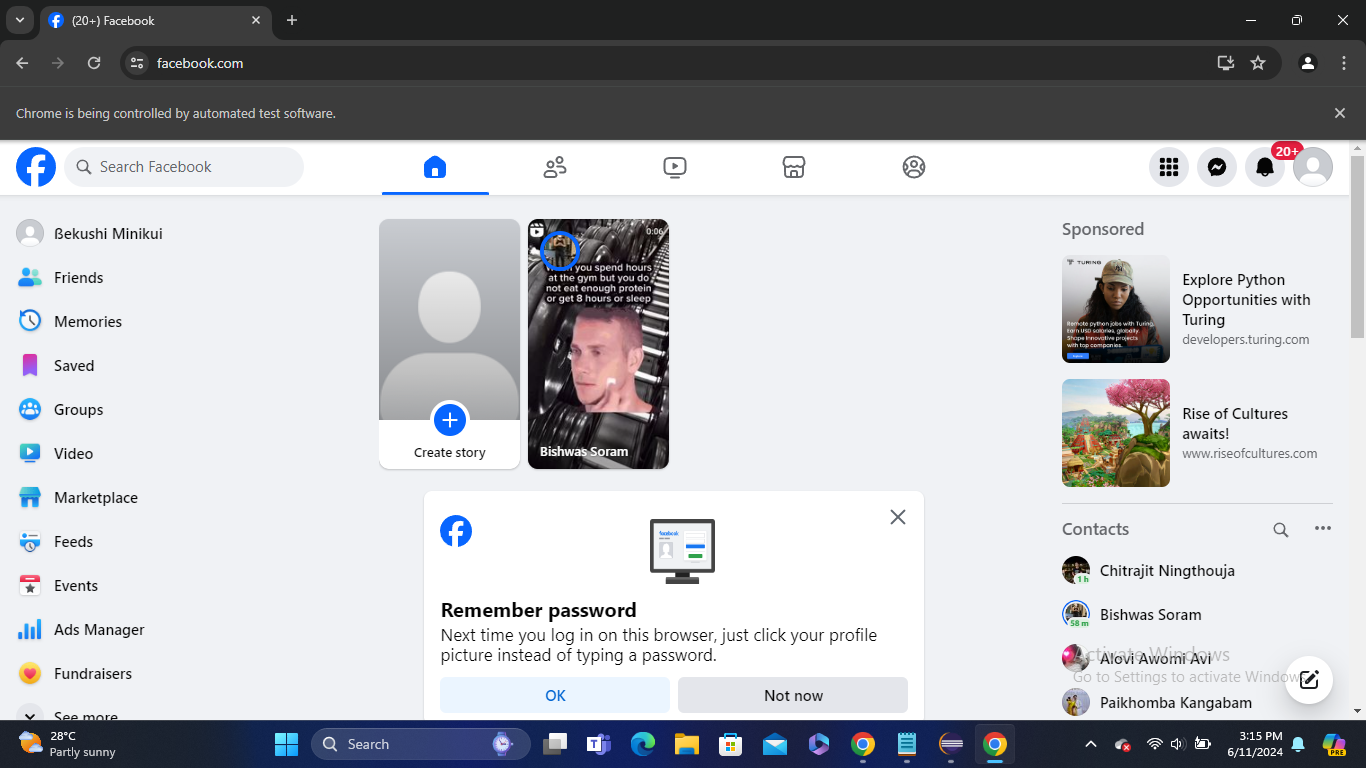 (20+) Facebook
facebook.com
Chrome is being controlled by automated test software.
Search Facebook
20+
ßekushi Minikui
Friends
Memories
Saved
Groups
Video
Marketplace
Feeds
Events
Ads Manager
Fundraisers
See more
Create story
0:06
you spend hours
at the gym but you do
not eat enough protein
or get 8 hours or sleep
Bishwas Soram
Remember password
Next time you log in on this browser, just click your profile
picture instead of typing a password.
OK
Not now
Sponsored
TURING
Remote python jobs with Turing.
Earn USD salaries, globally.
Shape innovative projects
with top companies.
Explore Python
Opportunities with
Turing
developers.turing.com
Rise of Cultures
awaits!
www.riseofcultures.com
Contacts
1 h
Chitrajit Ningthouja
58 m
Bishwas Soram
Alovi Awomi Avi
Paikhomba Kangabam
Activate Windows
Go to Settings to activate Windows.
28°C
Partly sunny
Search
3:15 PM
6/11/2024
PRE